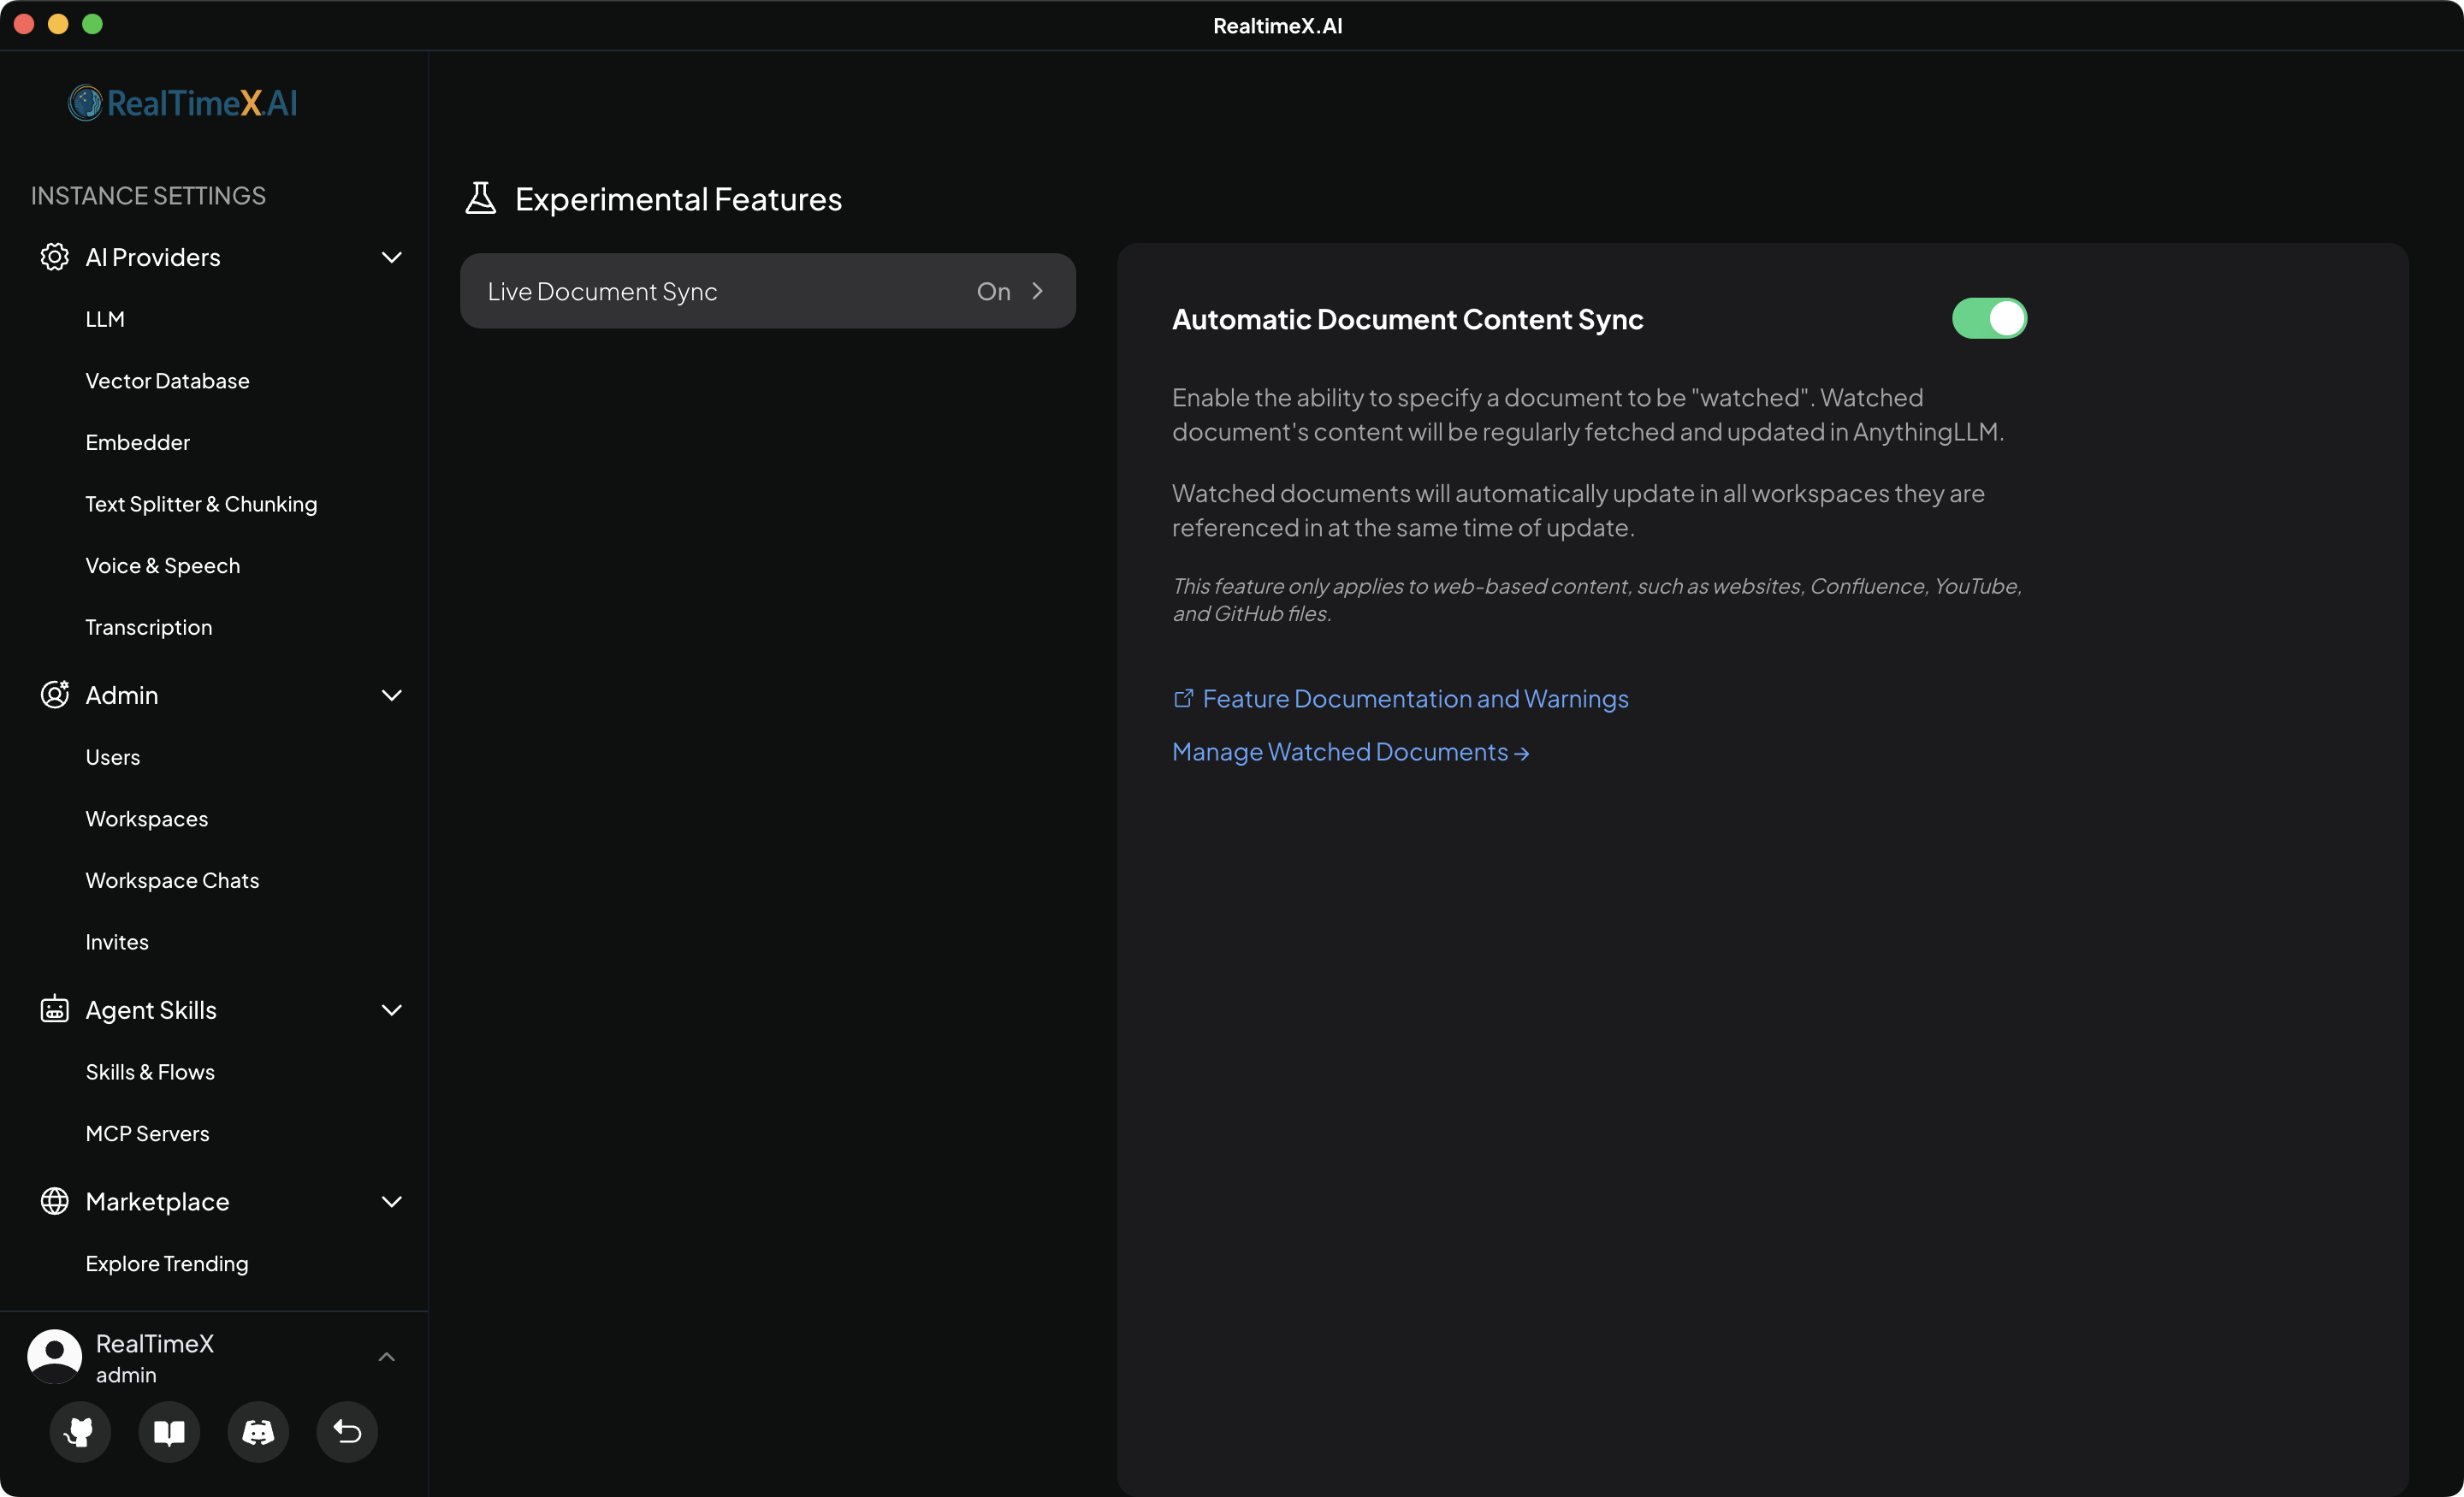 RealtimeX.AI
RealTimeX.AI
INSTANCE SETTINGS
AI Providers
LLM
Vector Database
Embedder
Text Splitter & Chunking
Voice & Speech
Transcription
Admin
Users
Workspaces
Workspace Chats
Invites
Agent Skills
Skills & Flows
MCP Servers
Marketplace
Explore Trending
RealTimeX
admin
Experimental Features
Live Document Sync On
Automatic Document Content Sync
Enable the ability to specify a document to be "watched". Watched
document's content will be regularly fetched and updated in AnythingLLM.
Watched documents will automatically update in all workspaces they are
referenced in at the same time of update.
This feature only applies to web-based content, such as websites, Confluence, YouTube,
and GitHub files.
Feature Documentation and Warnings
Manage Watched Documents →